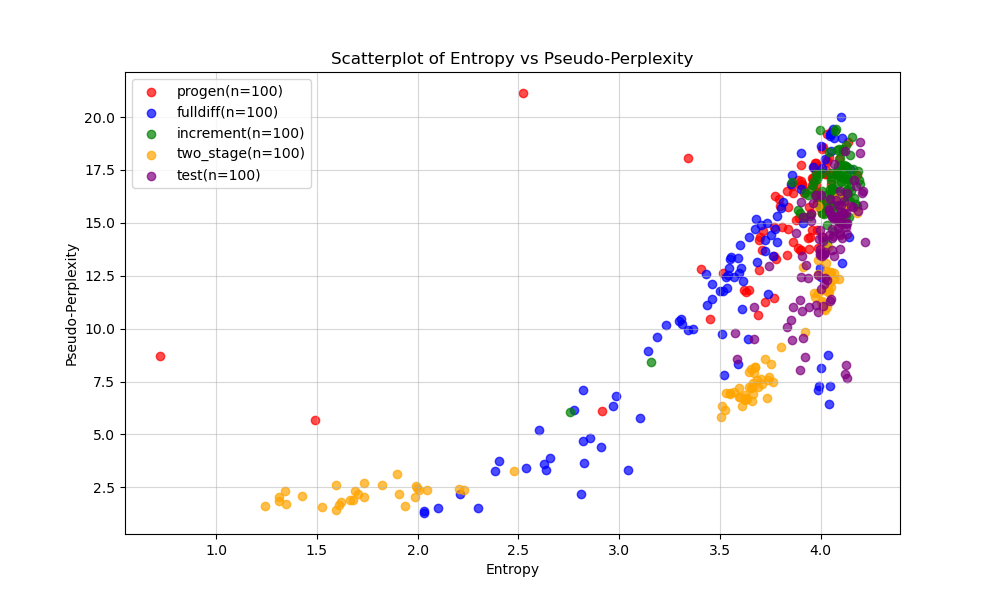 Scatterplot of Entropy vs Pseudo-Perplexity
progen(n=100)
fulldiff(n=100)
increment(n=100)
two_stage(n=100)
test(n=100)
Pseudo-Perplexity
20.0
17.5
15.0
12.5
10.0
7.5
5.0
2.5
1.0
1.5
2.0
2.5
3.0
3.5
4.0
Entropy